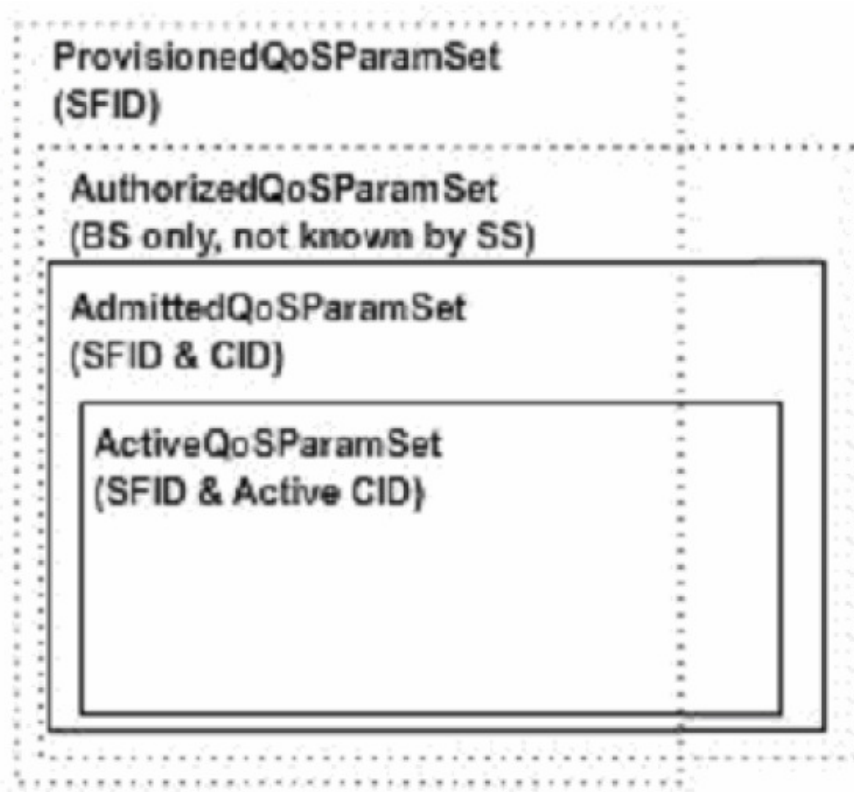 ProvisionedQoSParamSet
(SFID)
AuthorizedQoSParamSet
(BS only, not known by SS)
AdmittedQoSParamSet
(SFID & CID)
ActiveQoSParamSet
(SFID & Active CID)